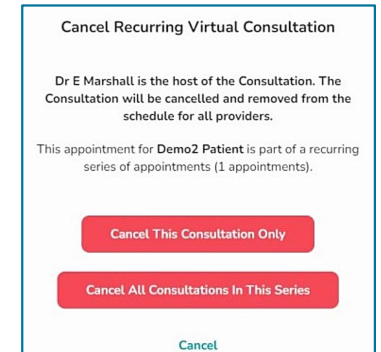 Cancel Recurring Virtual Consultation
Dr E Marshall is the host of the Consultation. The
Consultation will be cancelled and removed from the
schedule for all providers.
This appointment for Demo2 Patient is part of a recurring
series of appointments (1 appointments).
Cancel This Consultation Only
Cancel All Consultations In This Series
Cancel